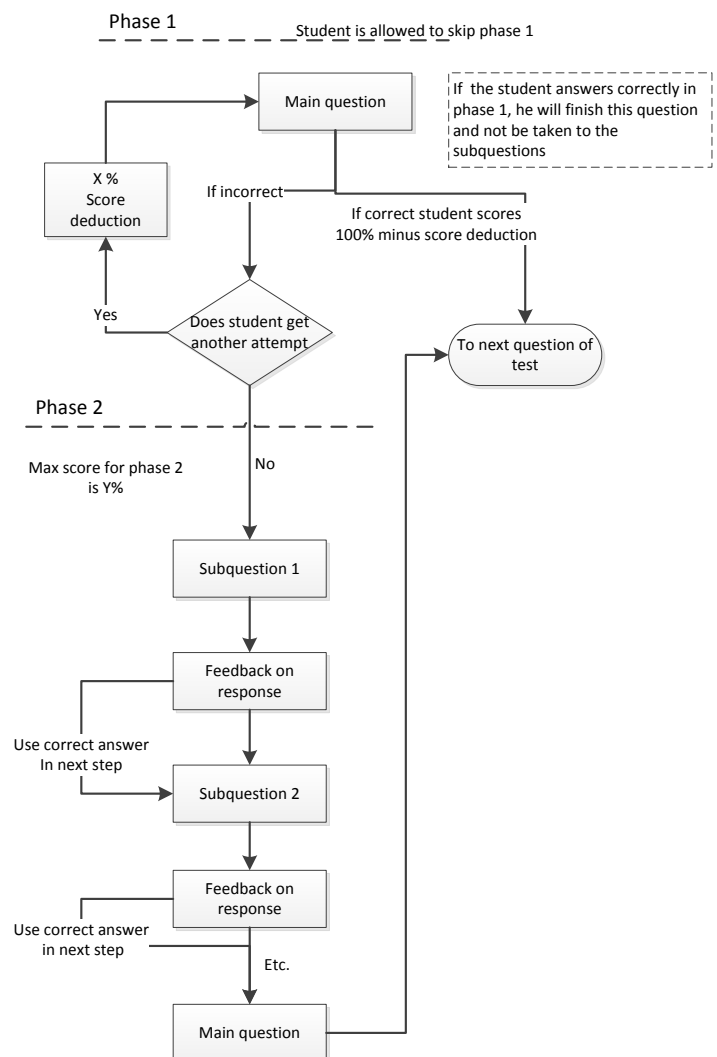 Phase 1
Student is allowed to skip phase 1
Main question
If the student answers correctly in
phase 1, he will finish this question
and not be taken to the
subquestions
X %
Score
deduction
If incorrect
If correct student scores
100% minus score deduction
Yes
Does student get
another attempt
To next question of
test
Phase 2
Max score for phase 2
is Y%
No
Subquestion 1
Feedback on
response
Use correct answer
In next step
Subquestion 2
Feedback on
response
Use correct answer
in next step
Etc.
Main question